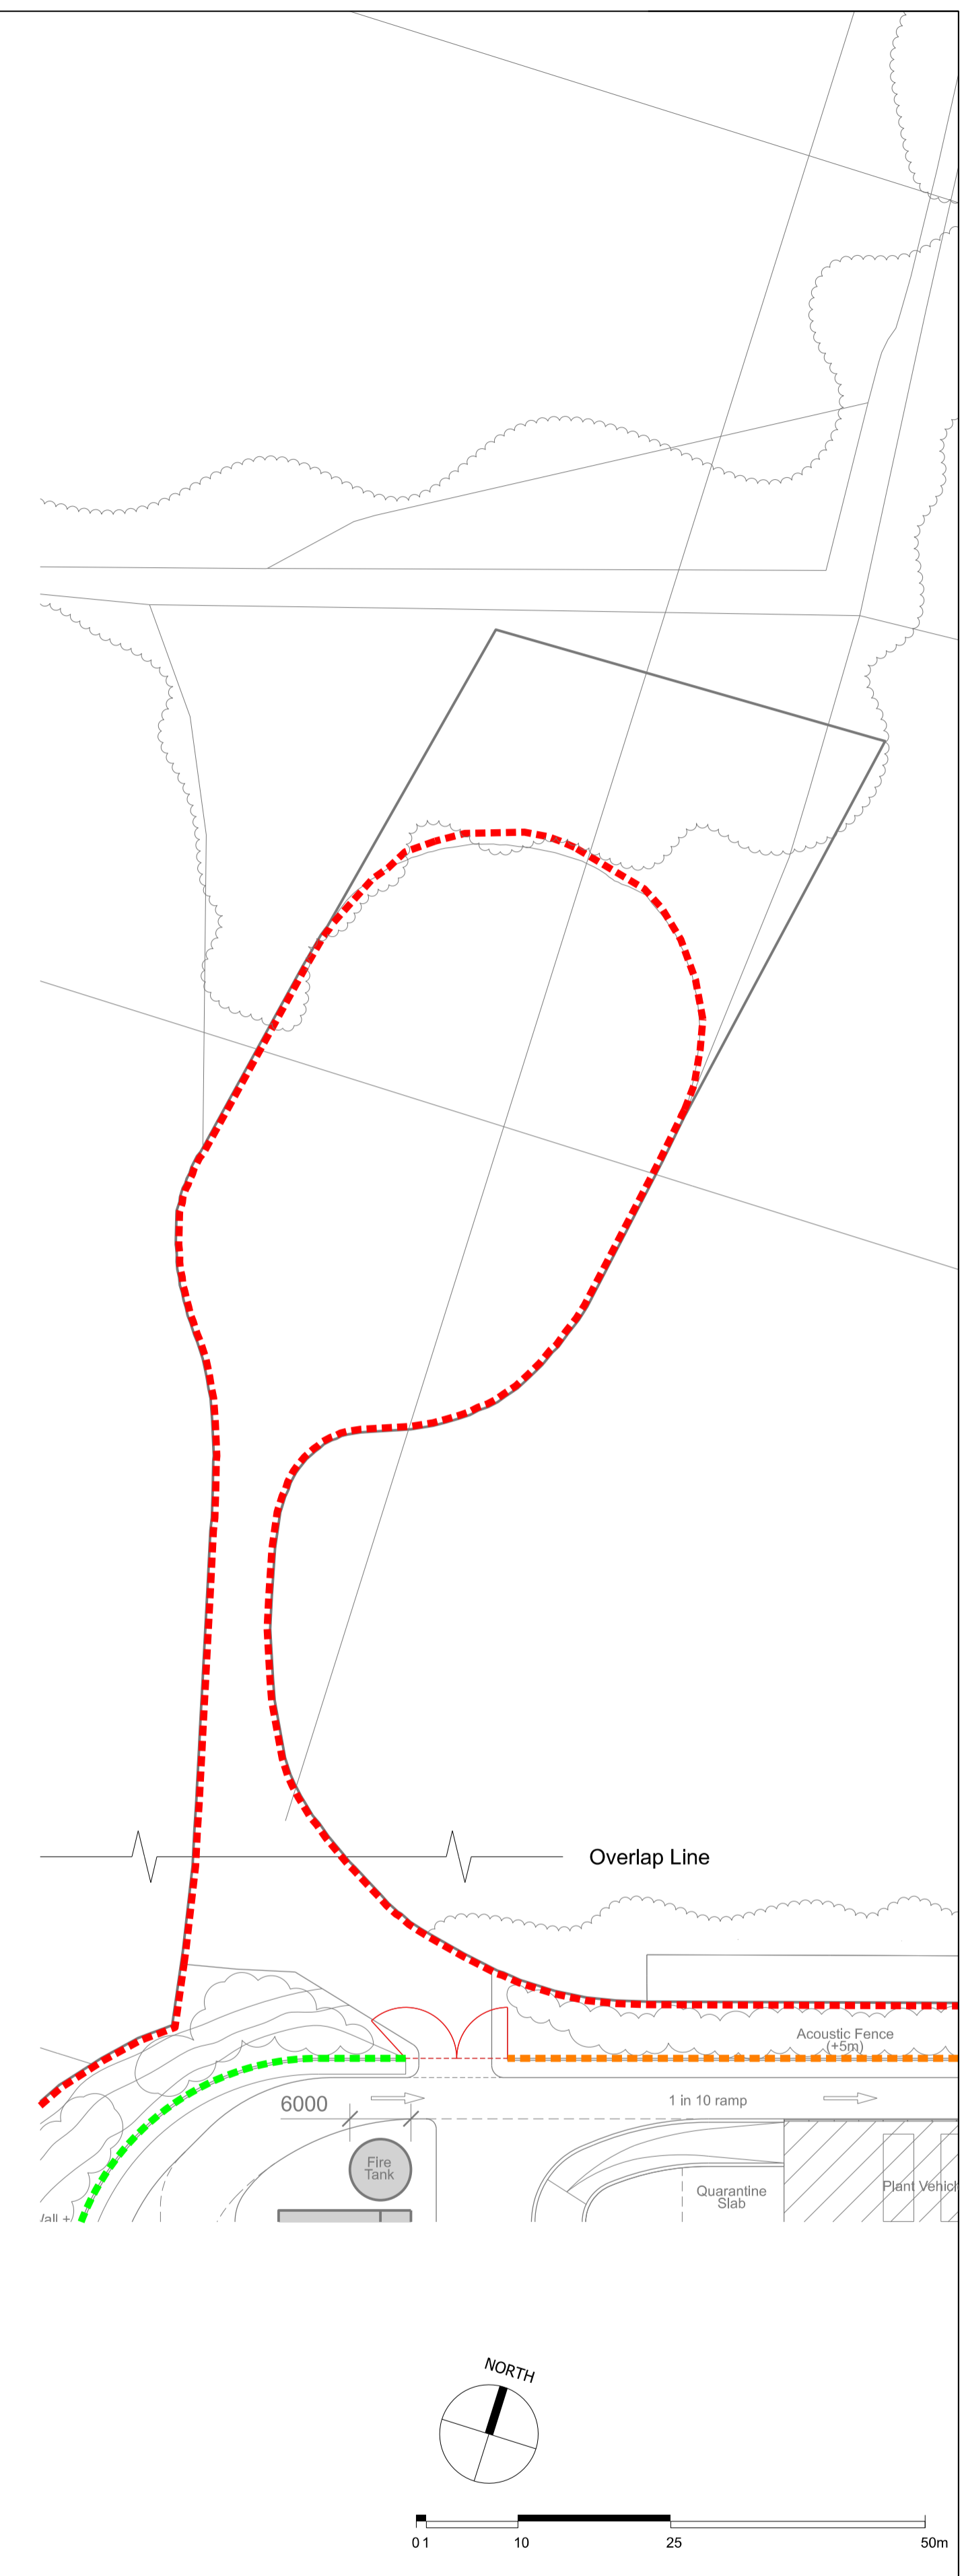 Overlap Line
Acoustic Fence
(+5m)
6000
1 in 10 ramp
Fire
Tank
Quarantine
Slab
Plant Vehicl
Wall +
NORTH
0 1 10 25 50m